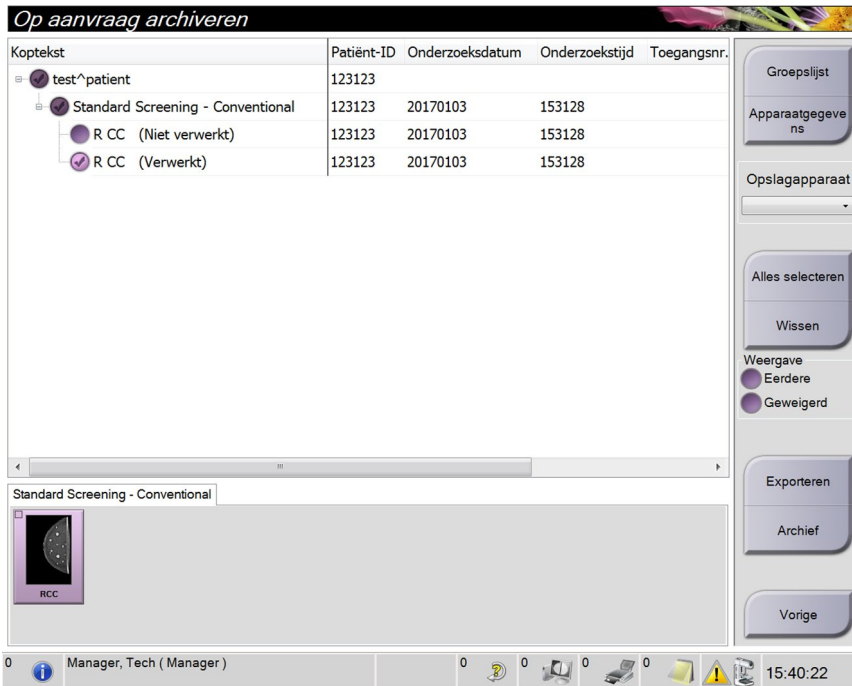 Op aanvraag archiveren
Koptekst Patiënt-ID Onderzoeksdatum Onderzoekstijd Toegangsnr.
test^patient 123123
Standard Screening - Conventional 123123 20170103 153128
R CC (Niet verwerkt) 123123 20170103 153128
R CC (Verwerkt) 123123 20170103 153128
Groepslijst
Apparaatgegeve
ns
Opslagapparaat
Alles selecteren
Wissen
Weergave
Eerdere
Geweigerd
Exporteren
Archief
Vorige
Standard Screening - Conventional
RCC
0 Manager, Tech ( Manager ) 0 0 0 0 15:40:22